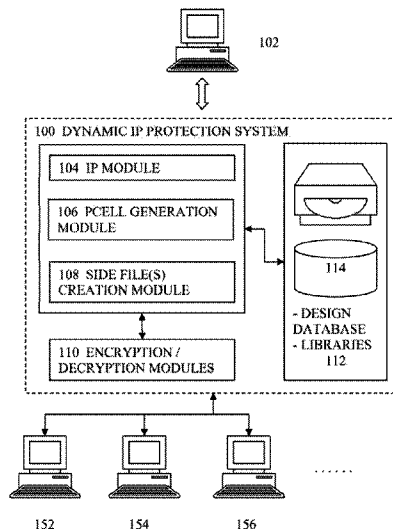 102
100 DYNAMIC IP PROTECTION SYSTEM
104 IP MODULE
106 PCELL GENERATION
MODULE
108 SIDE FILE(S)
CREATION MODULE
110 ENCRYPTION /
DECRYPTION MODULES
114
- DESIGN
DATABASE
- LIBRARIES
112
152
154
156
......